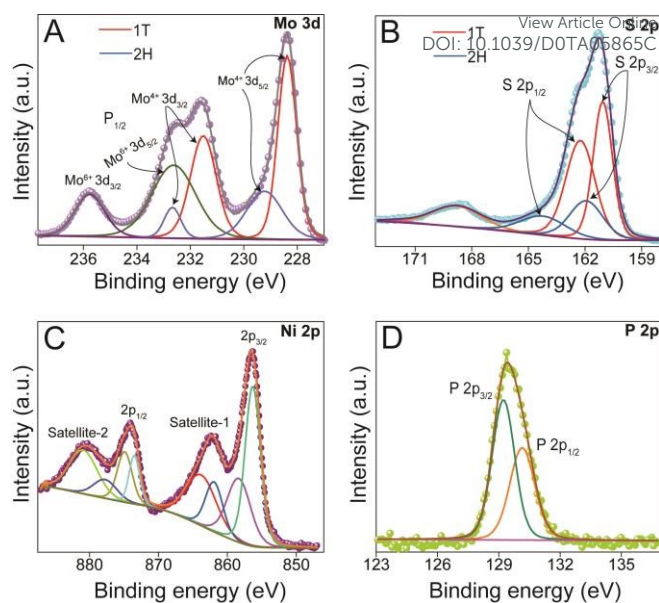 View Article Online
DOI: 10.1039/D0TA05865C
A
Mo 3d
1T
2H
P1/2
Mo4+ 3d3/2
Mo4+ 3d5/2
Mo6+ 3d5/2
Mo6+ 3d3/2
Intensity (a.u.)
236 233 230 227
Binding energy (eV)
B
S 2p
1T
2H
S 2p1/2
S 2p3/2
Intensity (a.u.)
171 168 165 162 159
Binding energy (eV)
C
Ni 2p
2p3/2
2p1/2
Satellite-1
Satellite-2
Intensity (a.u.)
880 870 860 850
Binding energy (eV)
D
P 2p
P 2p3/2
P 2p1/2
Intensity (a.u.)
123 126 129 132 135
Binding energy (eV)